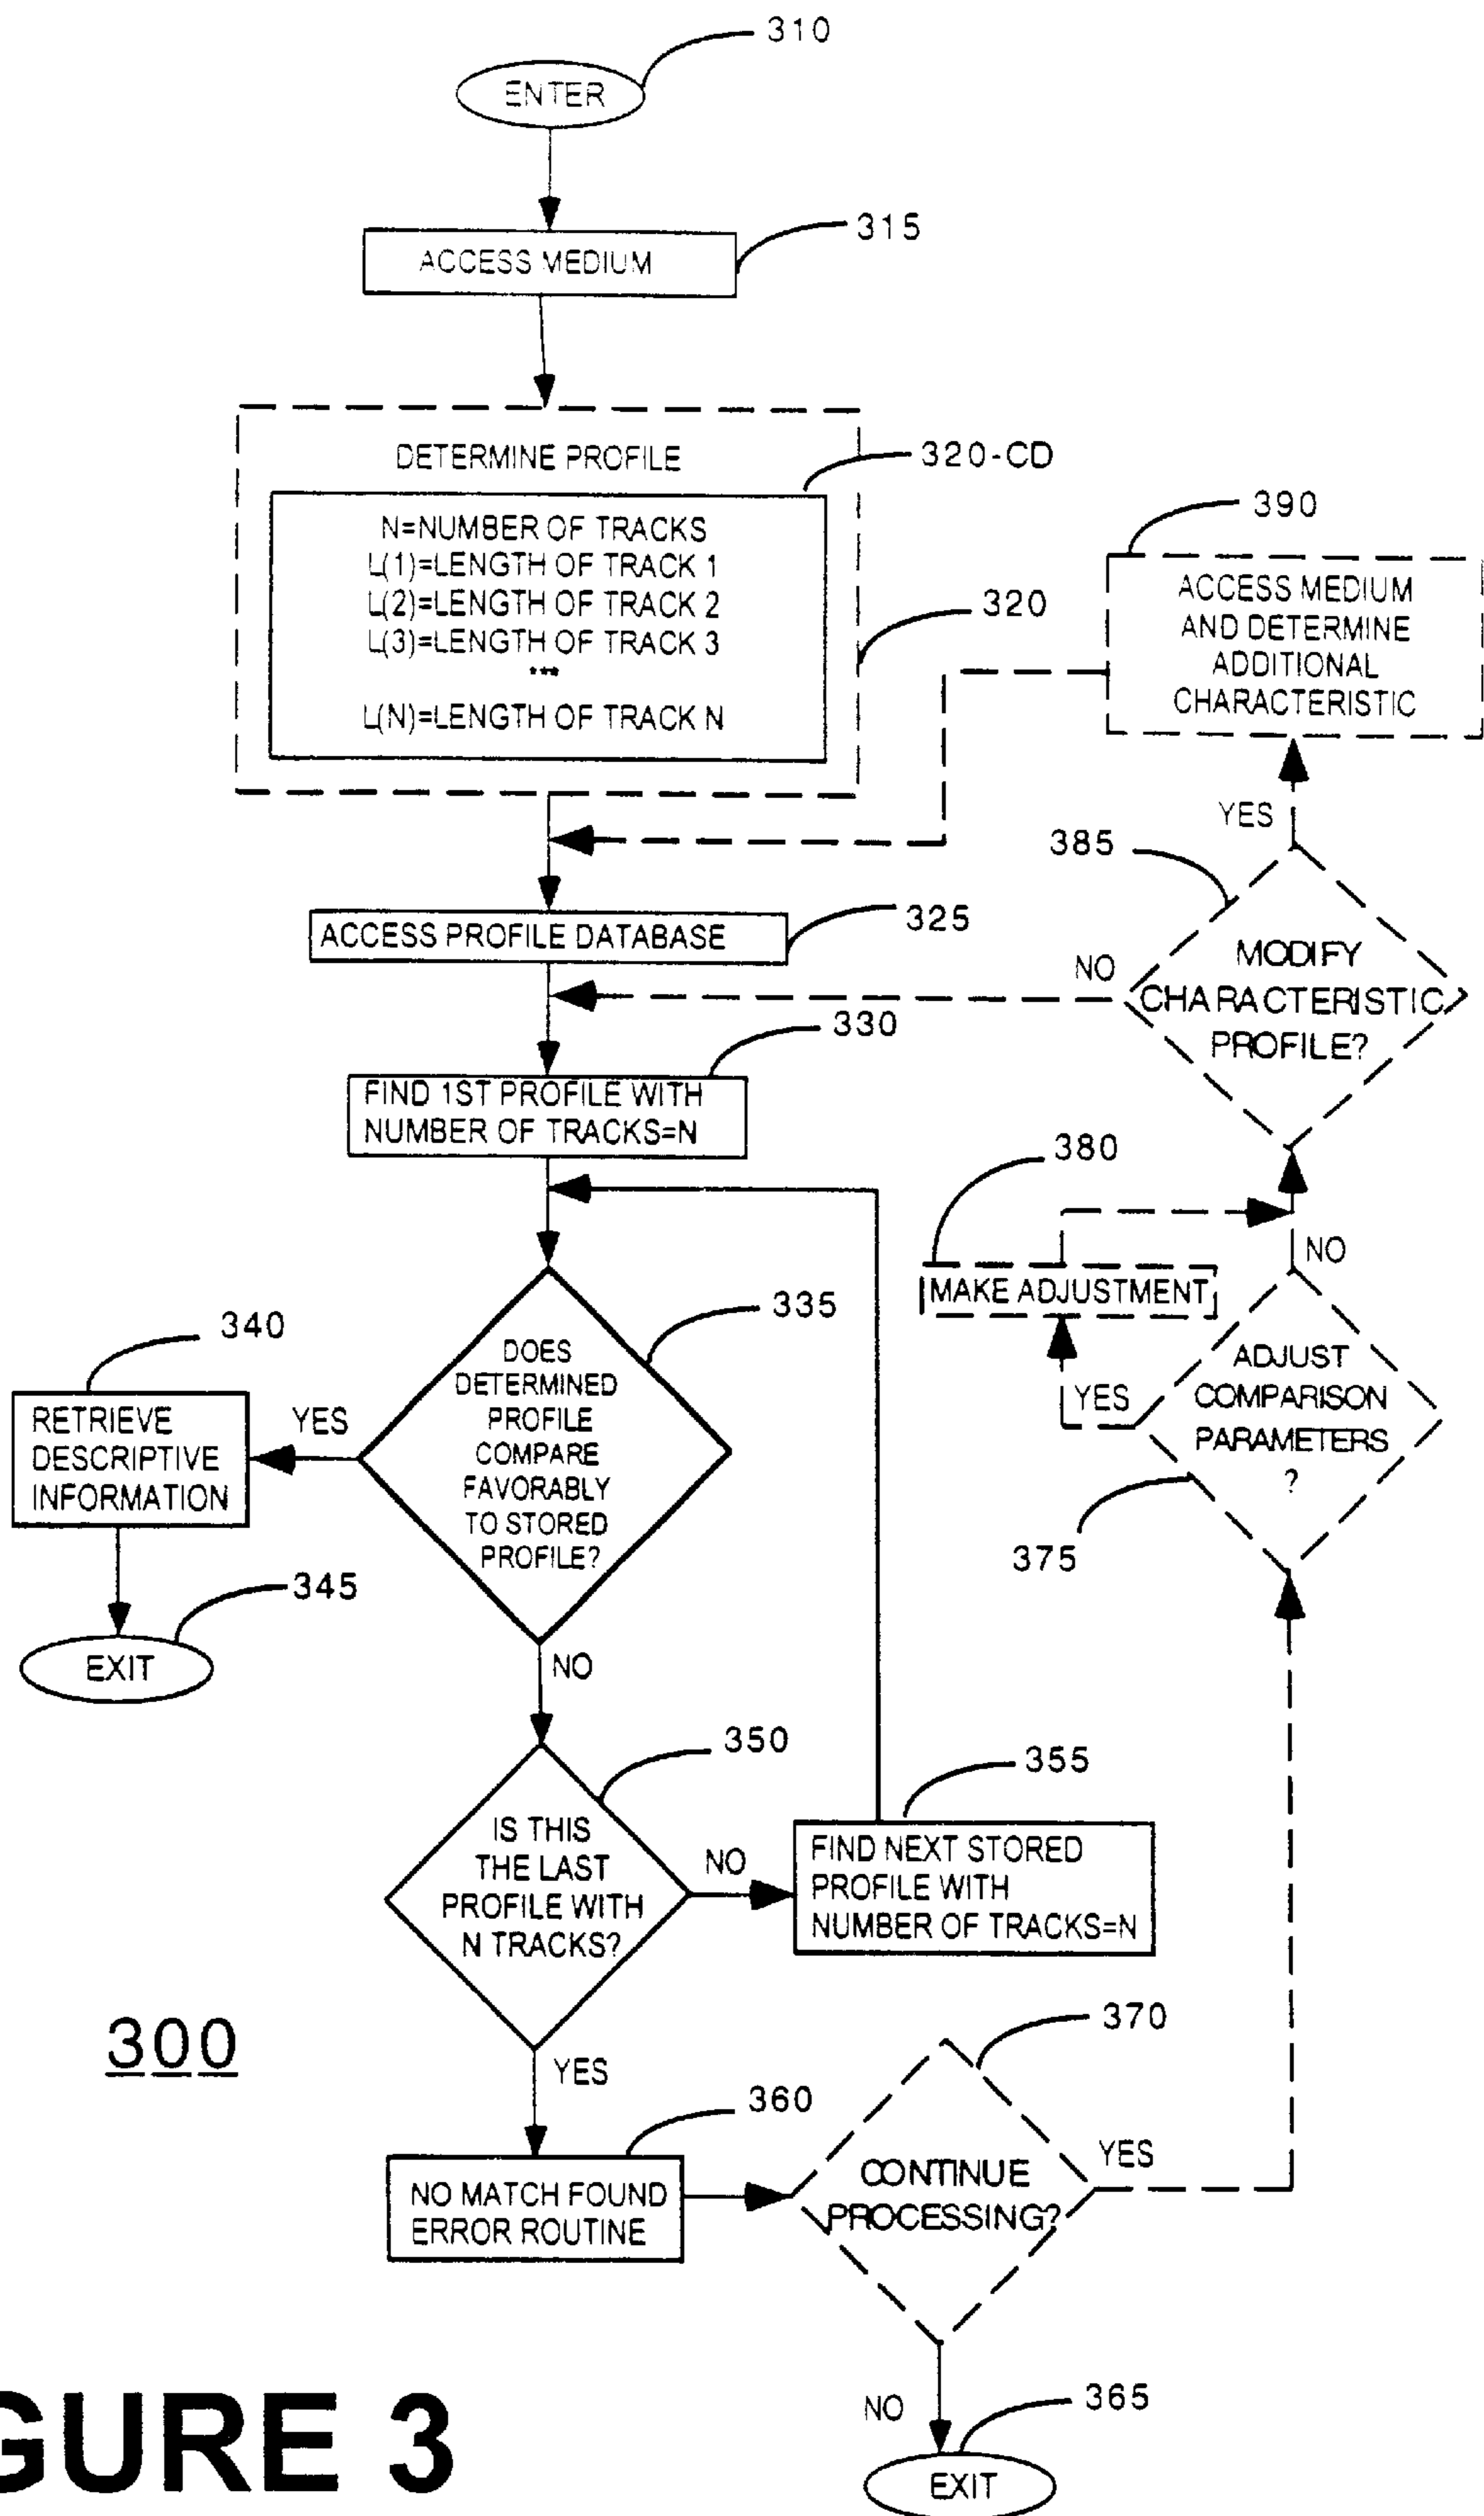 310
ENTER
315
ACCESS MEDIUM
DETERMINE PROFILE
320-CD
N=NUMBER OF TRACKS
L(1)=LENGTH OF TRACK 1
L(2)=LENGTH OF TRACK 2
L(3)=LENGTH OF TRACK 3
...
L(N)=LENGTH OF TRACK N
320
390
ACCESS MEDIUM
AND DETERMINE
ADDITIONAL
CHARACTERISTIC
YES
385
MODIFY
CHARACTERISTIC
PROFILE?
NO
325
ACCESS PROFILE DATABASE
330
FIND 1ST PROFILE WITH
NUMBER OF TRACKS=N
380
MAKE ADJUSTMENT
NO
335
DOES
DETERMINED
PROFILE
COMPARE
FAVORABLY
TO STORED
PROFILE?
340
RETRIEVE
DESCRIPTIVE
INFORMATION
YES
YES
ADJUST
COMPARISON
PARAMETERS
?
375
345
EXIT
NO
350
IS THIS
THE LAST
PROFILE WITH
N TRACKS?
NO
355
FIND NEXT STORED
PROFILE WITH
NUMBER OF TRACKS=N
300
YES
360
NO MATCH FOUND
ERROR ROUTINE
370
CONTINUE
PROCESSING?
YES
NO
365
EXIT
GURE 3